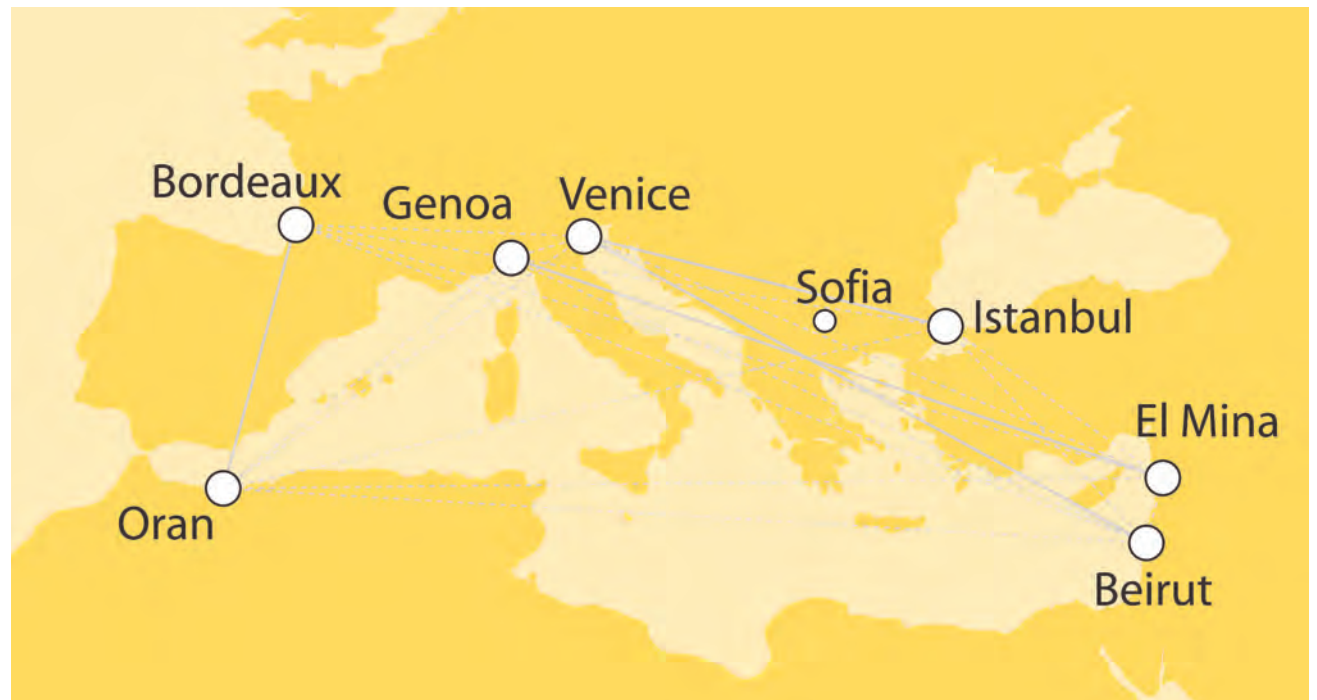 Bordeaux
Genoa
Venice
Sofia
Istanbul
El Mina
Oran
Beirut